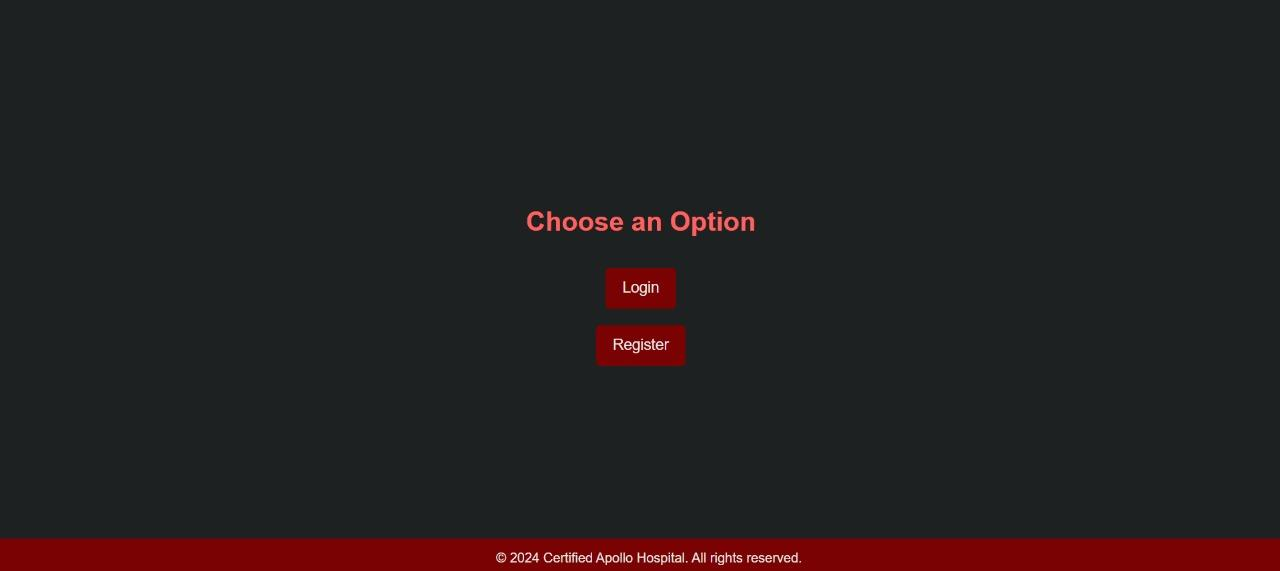 Choose an Option
Login
Register
© 2024 Certified Apollo Hospital. All rights reserved.